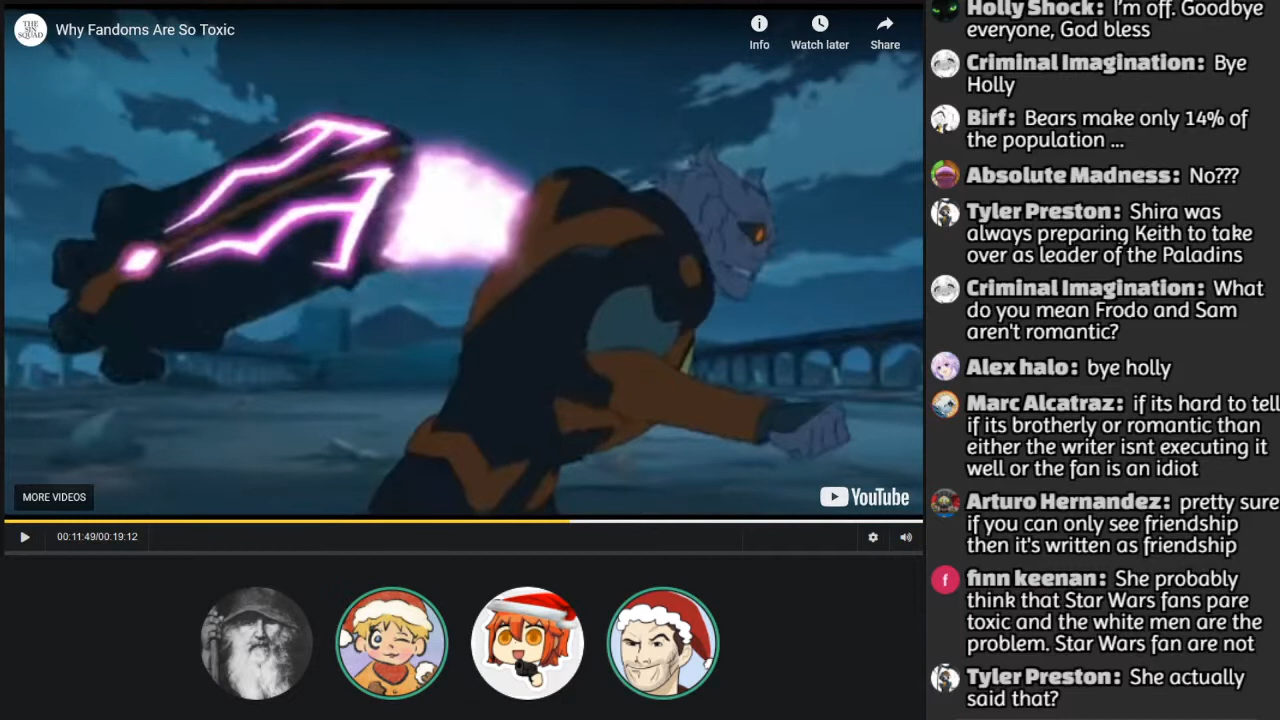 THE
SIN
SQUAD
Why Fandoms Are So Toxic
Info
Watch later
Share
MORE VIDEOS
YouTube
00:11:49/00:19:12
Holly Shock: I'm off. Goodbye
everyone, God bless
Criminal Imagination: Bye
Holly
Birf: Bears make only 14% of
the population ...
Absolute Madness: No???
Tyler Preston: Shira was
always preparing Keith to take
over as leader of the Paladins
Criminal Imagination: What
do you mean Frodo and Sam
aren't romantic?
Alex halo: bye holly
Marc Alcatraz: if its hard to tell
if its brotherly or romantic than
either the writer isnt executing it
well or the fan is an idiot
Arturo Hernandez: pretty sure
if you can only see friendship
then it's written as friendship
f
finn keenan: She probably
think that Star Wars fans pare
toxic and the white men are the
problem. Star Wars fan are not
Tyler Preston: She actually
said that?